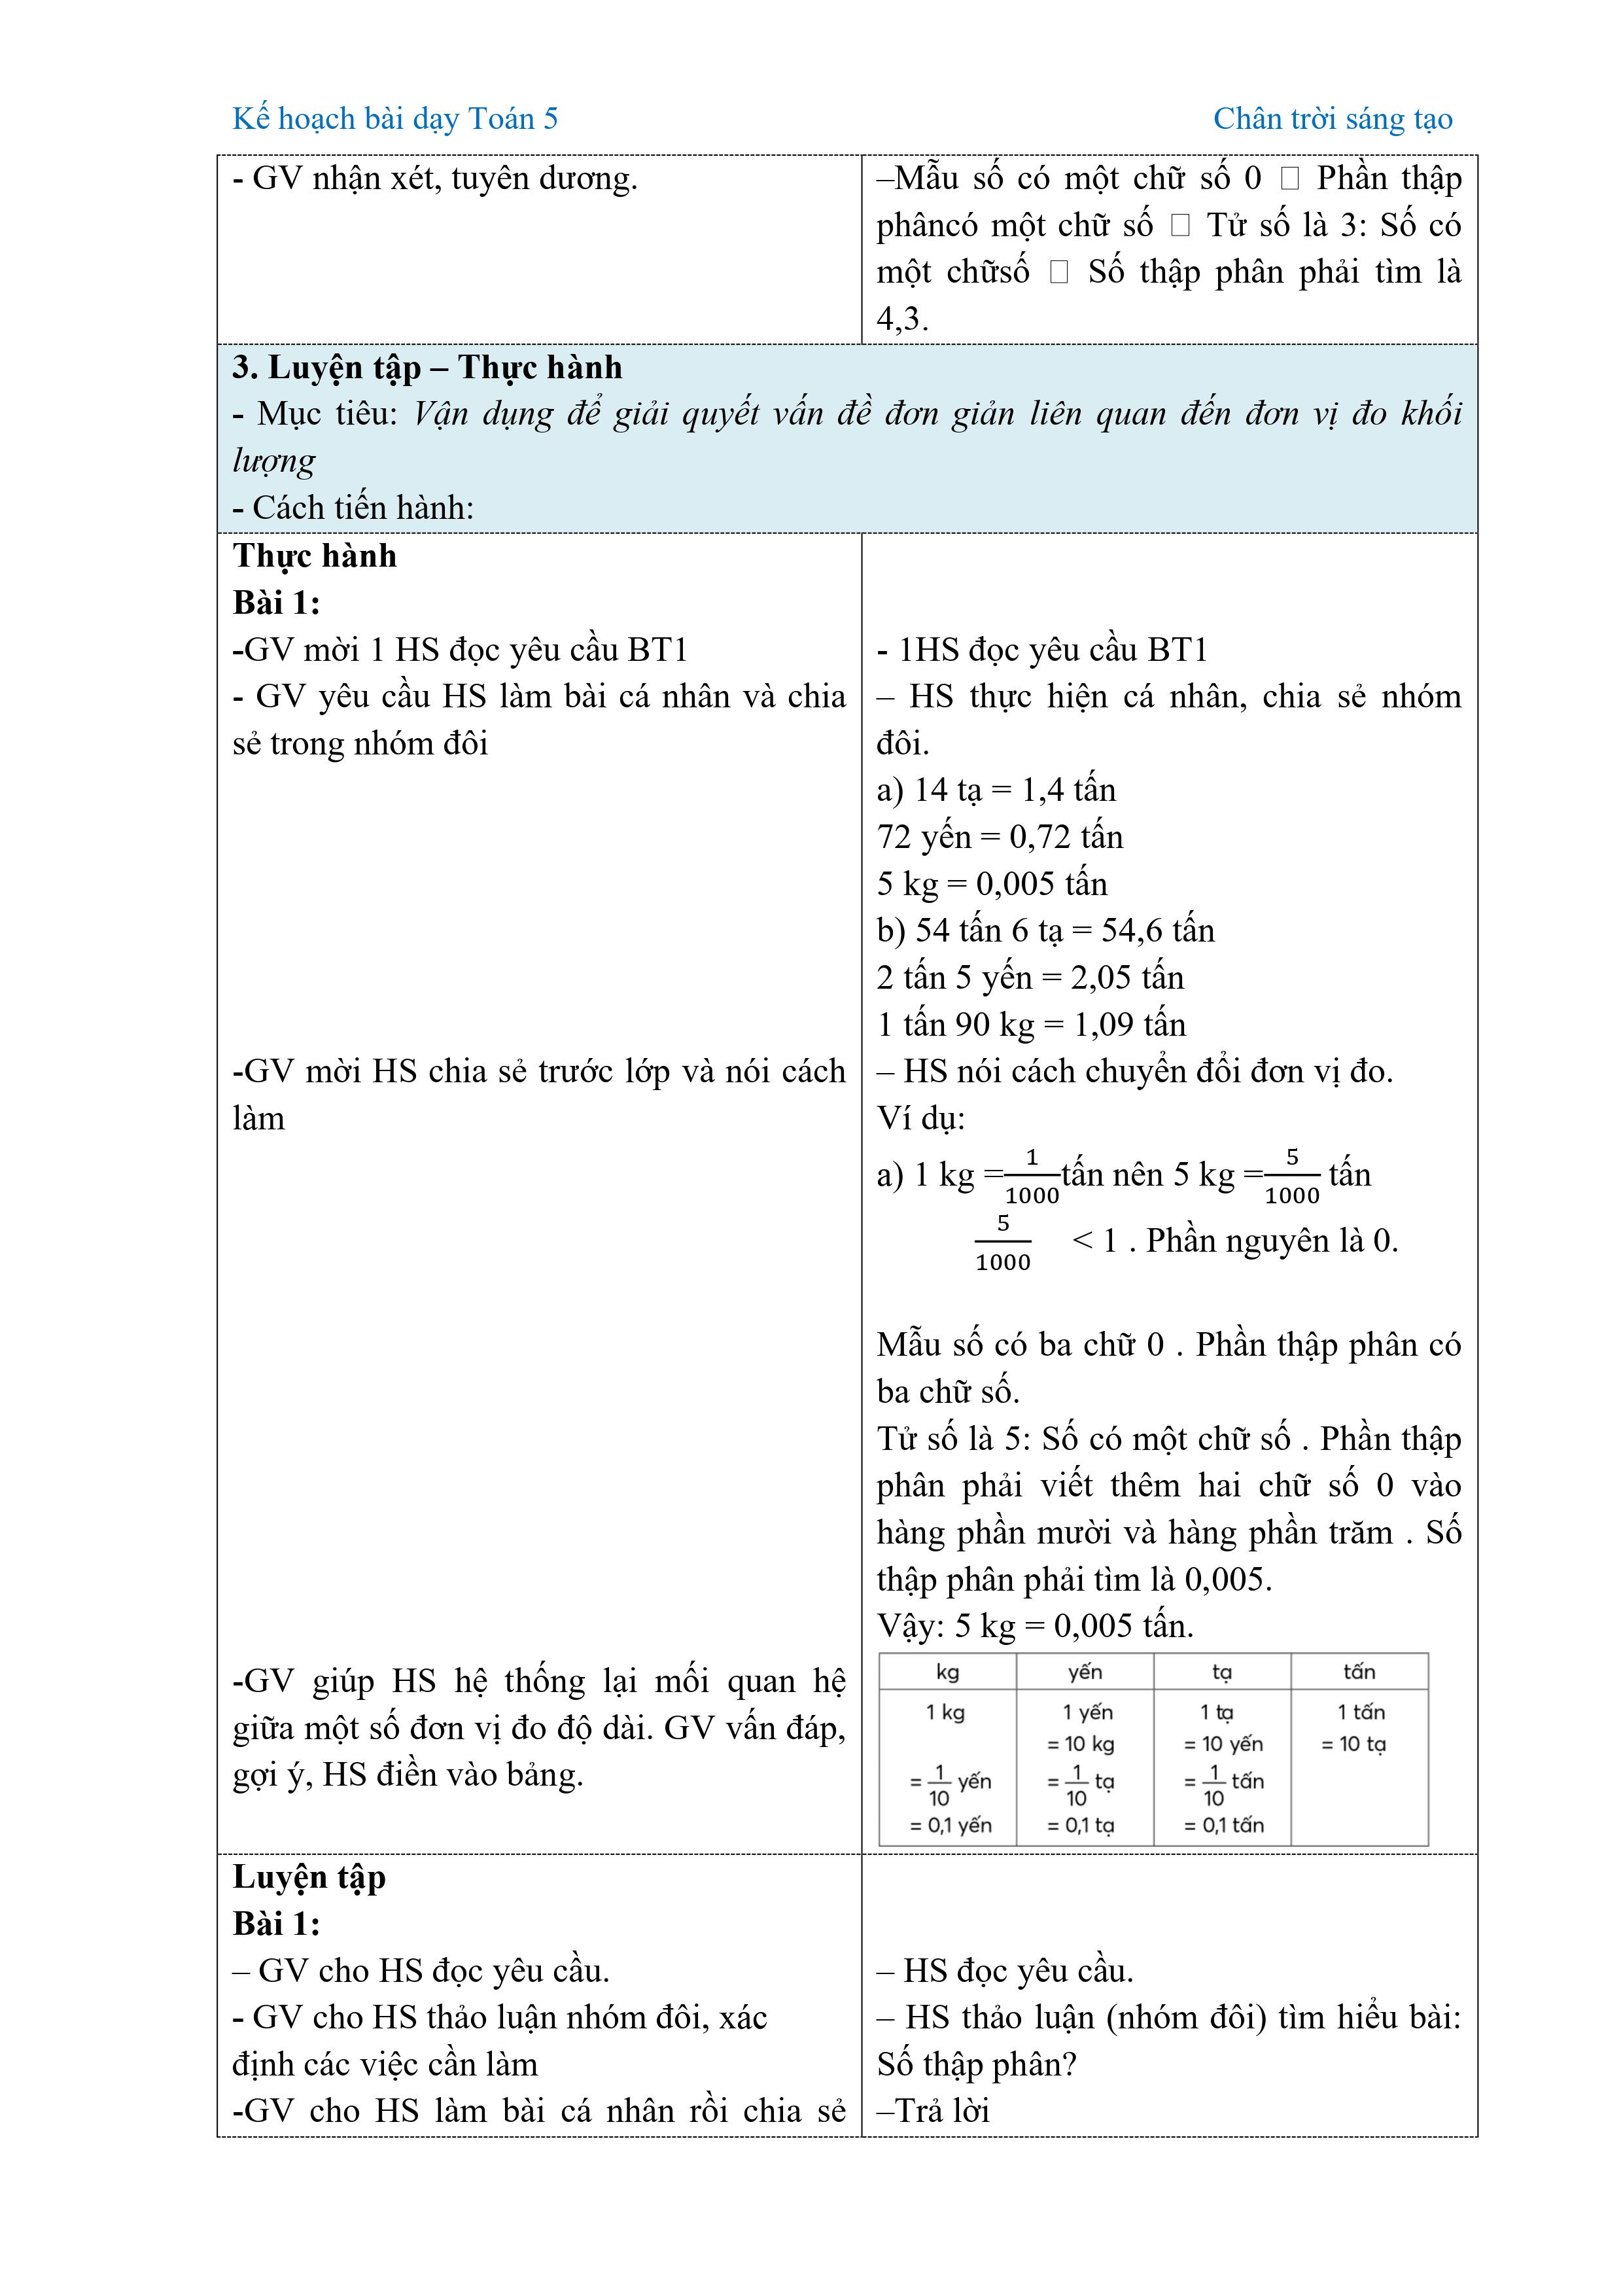 Kế hoạch bài dạy Toán 5 Chân trời sáng tạo
- GV nhận xét, tuyên dương.
–Mẫu số có một chữ số 0 □ Phần thập
phâncó một chữ số □ Tử số là 3: Số có
một chữsố □ Số thập phân phải tìm là
4,3.
3. Luyện tập – Thực hành
- Mục tiêu: Vận dụng để giải quyết vấn đề đơn giản liên quan đến đơn vị đo khối
lượng
- Cách tiến hành:
Thực hành
Bài 1:
-GV mời 1 HS đọc yêu cầu BT1
- GV yêu cầu HS làm bài cá nhân và chia
sẻ trong nhóm đôi
-GV mời HS chia sẻ trước lớp và nói cách
làm
-GV giúp HS hệ thống lại mối quan hệ
giữa một số đơn vị đo độ dài. GV vấn đáp,
gợi ý, HS điền vào bảng.
- 1HS đọc yêu cầu BT1
– HS thực hiện cá nhân, chia sẻ nhóm
đôi.
a) 14 tạ = 1,4 tấn
72 yến = 0,72 tấn
5 kg = 0,005 tấn
b) 54 tấn 6 tạ = 54,6 tấn
2 tấn 5 yến = 2,05 tấn
1 tấn 90 kg = 1,09 tấn
– HS nói cách chuyển đổi đơn vị đo.
Ví dụ:
a) 1 kg =1/1000tấn nên 5 kg =5/1000 tấn
5/1000 < 1 . Phần nguyên là 0.
Mẫu số có ba chữ 0 . Phần thập phân có
ba chữ số.
Tử số là 5: Số có một chữ số . Phần thập
phân phải viết thêm hai chữ số 0 vào
hàng phần mười và hàng phần trăm . Số
thập phân phải tìm là 0,005.
Vậy: 5 kg = 0,005 tấn.
kg yến tạ tấn
1 kg 1 yến 1 tạ 1 tấn
= 10 kg = 10 yến = 10 tạ
= 1/10 yến = 1/10 tạ = 1/10 tấn
= 0,1 yến = 0,1 tạ = 0,1 tấn
Luyện tập
Bài 1:
– GV cho HS đọc yêu cầu.
- GV cho HS thảo luận nhóm đôi, xác
định các việc cần làm
-GV cho HS làm bài cá nhân rồi chia sẻ
– HS đọc yêu cầu.
– HS thảo luận (nhóm đôi) tìm hiểu bài:
Số thập phân?
–Trả lời